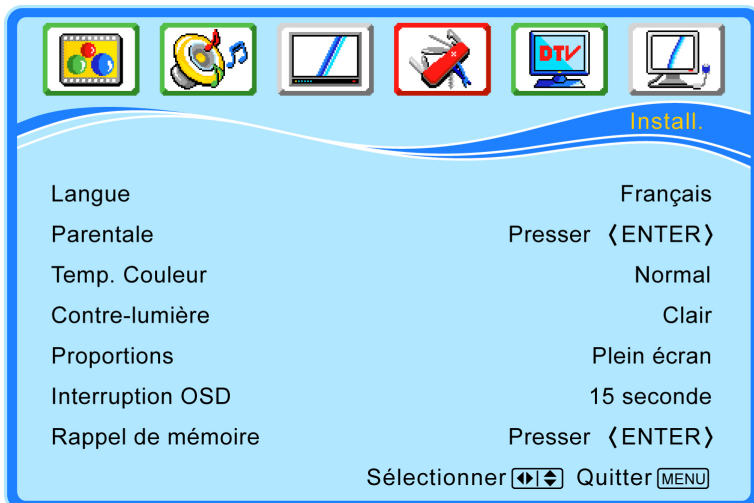 DTV
Install.
Langue Français
Parentale Presser 〈ENTER〉
Temp. Couleur Normal
Contre-lumière Clair
Proportions Plein écran
Interruption OSD 15 seconde
Rappel de mémoire Presser 〈ENTER〉
Sélectionner Quitter MENU